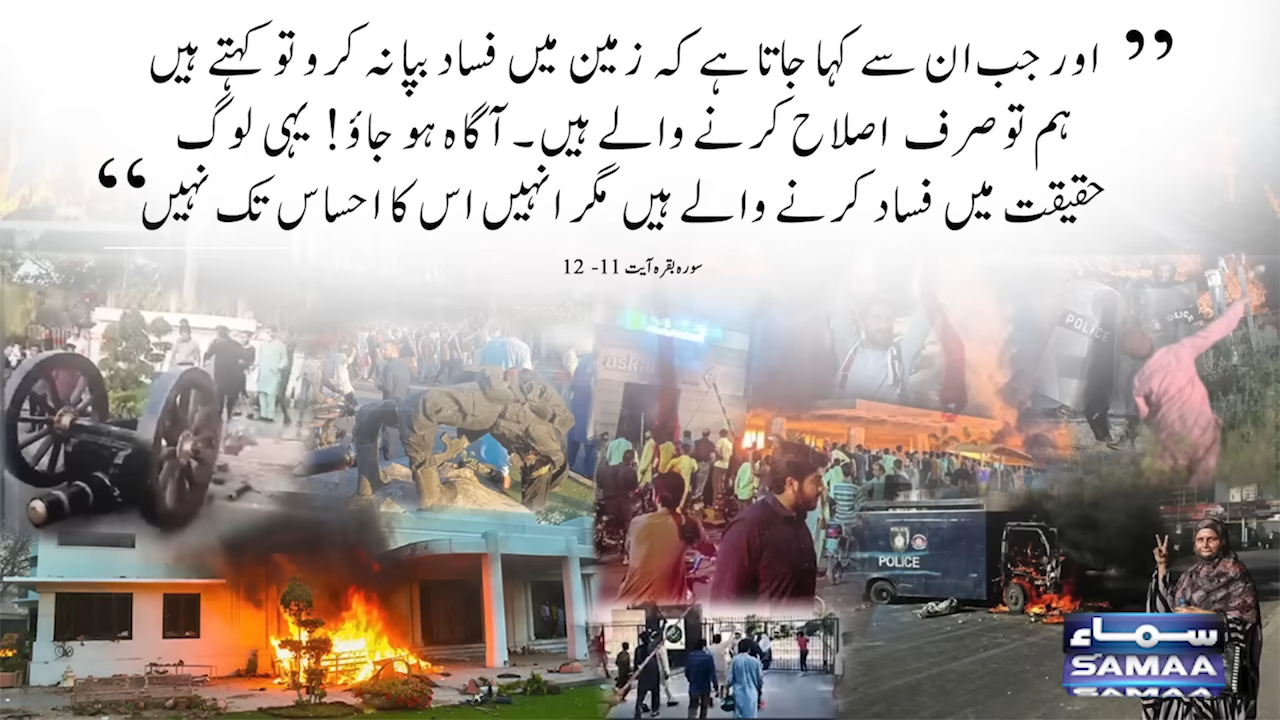 ” اور جب ان سے کہا جاتا ہے کہ زمین میں فساد بپا نہ کرو تو کہتے ہیں
ہم تو صرف اصلاح کرنے والے ہیں۔ آگاہ ہو جاؤ! یہی لوگ
حقیقت میں فساد کرنے والے ہیں مگر انہیں اس کا احساس تک نہیں “
سورہ بقرہ آیت 11- 12
POLICE
POLICE
aska
POLICE
سماء
SAMAA